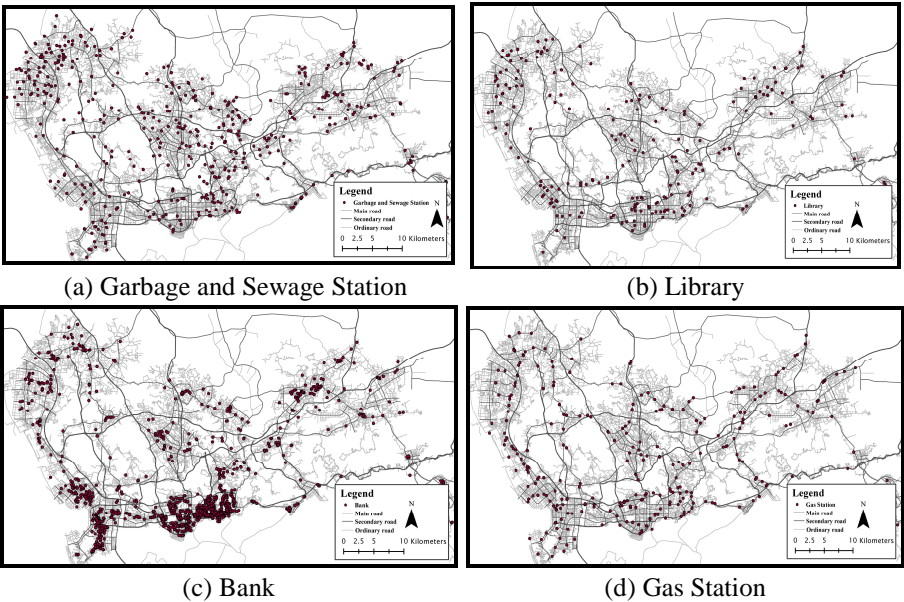 Legend
N
Garbage and Sewage Station
Main road
Secondary road
Ordinary road
0 2.5 5 10 Kilometers
(a) Garbage and Sewage Station
Legend
N
Library
Main road
Secondary road
Ordinary road
0 2.5 5 10 Kilometers
(b) Library
Legend
N
Bank
Main road
Secondary road
Ordinary road
0 2.5 5 10 Kilometers
(c) Bank
Legend
N
Gas Station
Main road
Secondary road
Ordinary road
0 2.5 5 10 Kilometers
(d) Gas Station